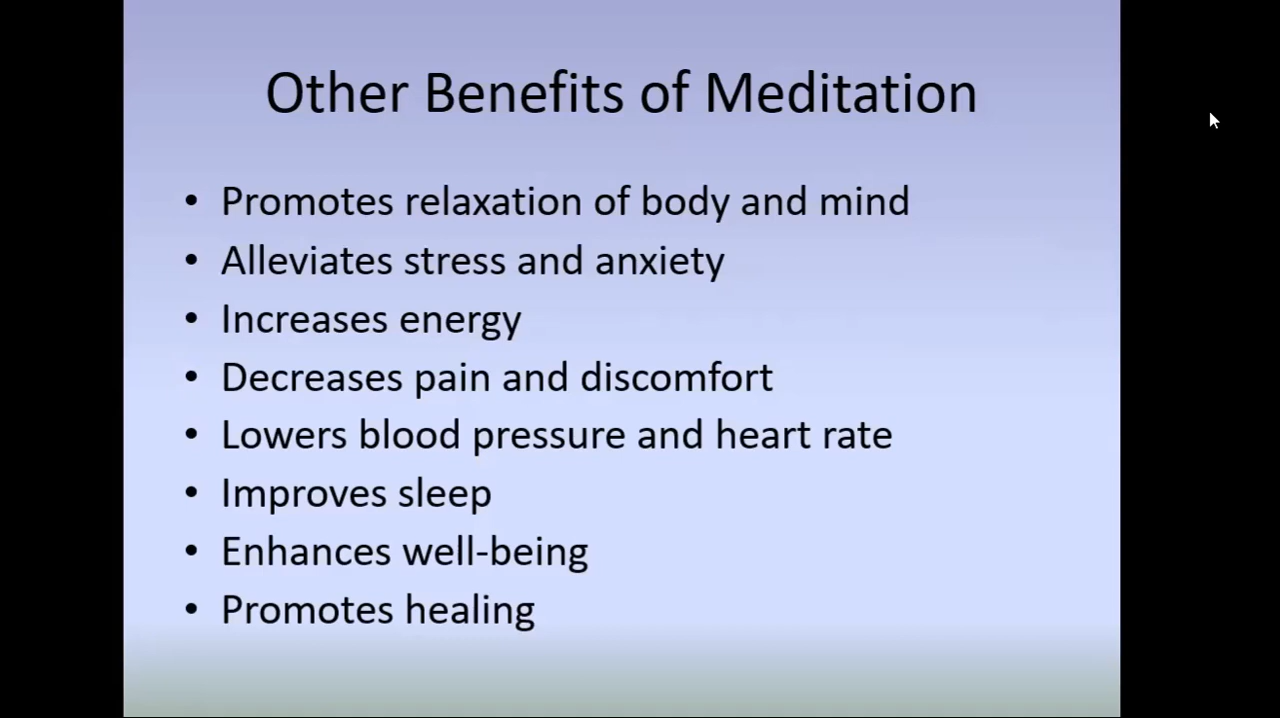 Other Benefits of Meditation
• Promotes relaxation of body and mind
• Alleviates stress and anxiety
• Increases energy
• Decreases pain and discomfort
• Lowers blood pressure and heart rate
• Improves sleep
• Enhances well-being
• Promotes healing